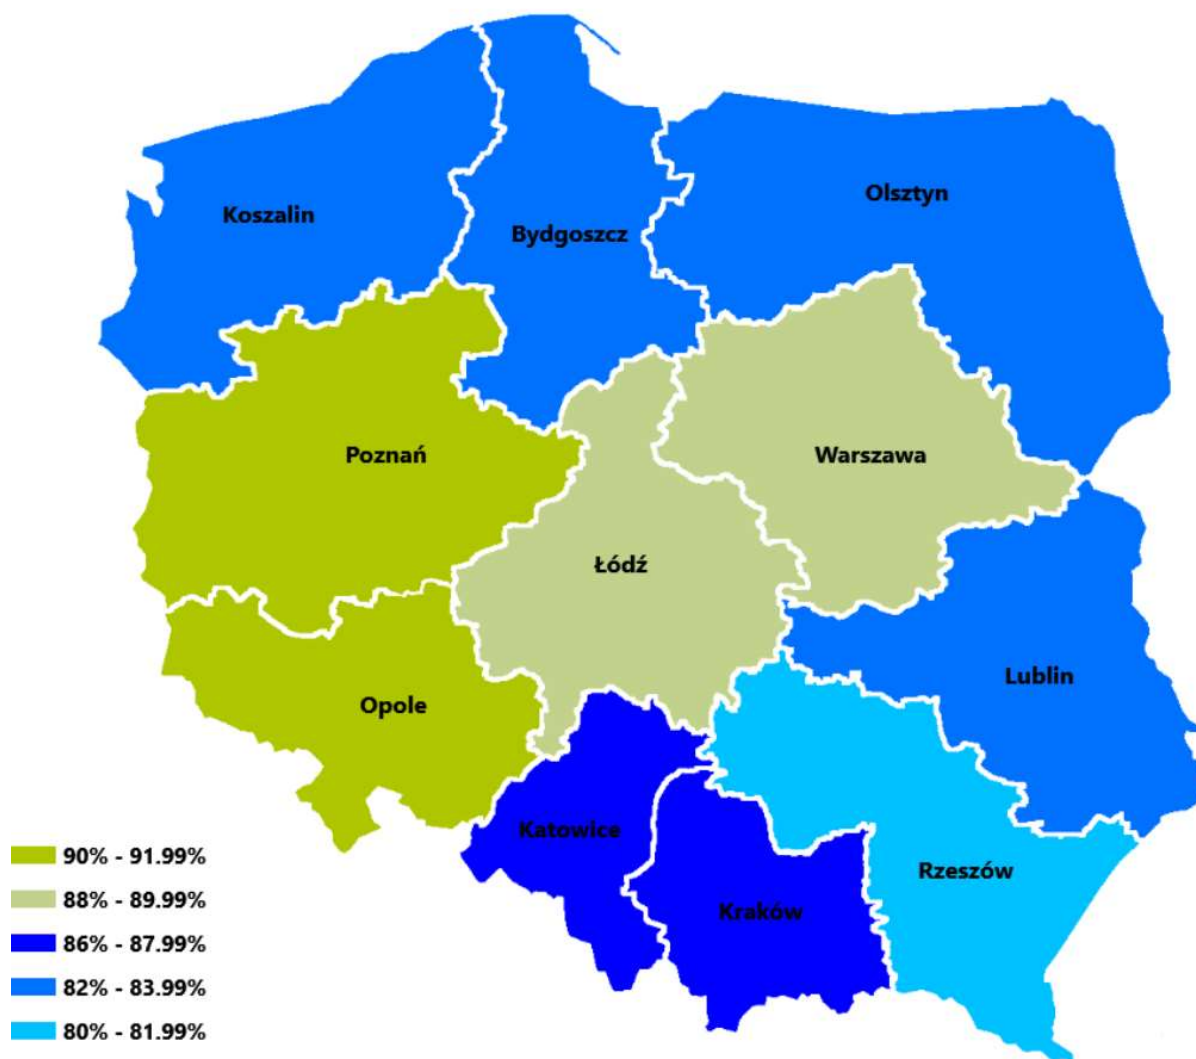 Olsztyn
Koszalin
Bydgoszcz
Poznań
Warszawa
Łódź
Lublin
Opole
Katowice
Rzeszów
Kraków
90% - 91.99%
88% - 89.99%
86% - 87.99%
82% - 83.99%
80% - 81.99%